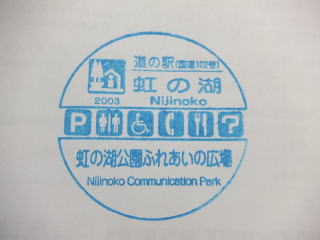 道の駅(国道102号)
虹の湖
2003 Nijinoko
P ?
虹の湖公園ふれあいの広場
Nijinoko Communication Park